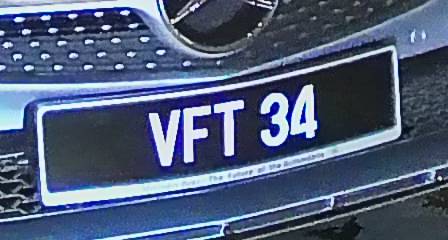 VFT 34
The Future of the Automobile